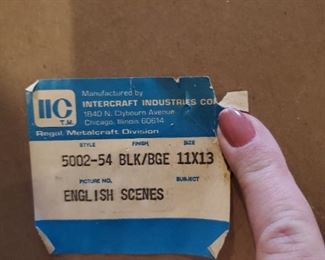 IIC
T.M.
Manufactured by
INTERCRAFT INDUSTRIES CO
1840 N. Clybourn Avenue
Chicago, Illinois 60614
Regal Metalcraft Division
STYLE FINISH SIZE
5002-54 BLK/BGE 11X13
PICTURE NO. SUBJECT
ENGLISH SCENES